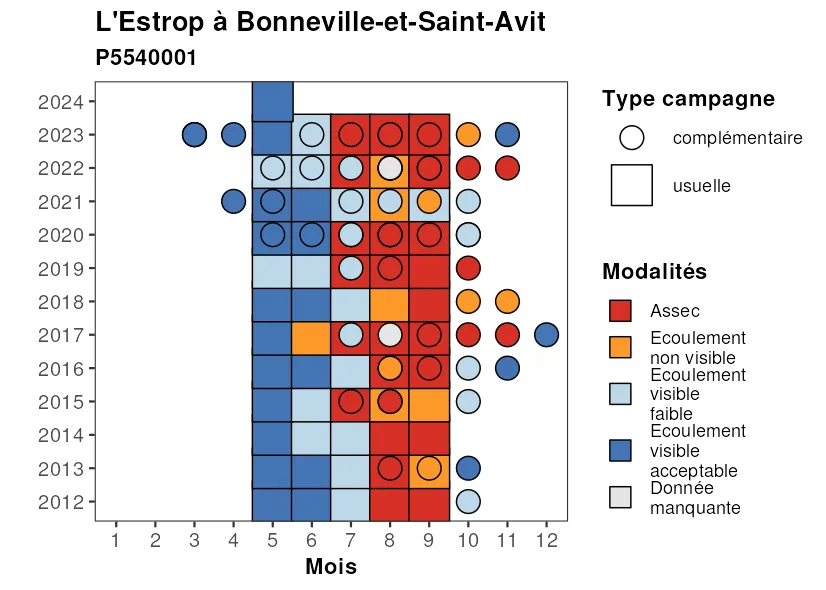 L'Estrop à Bonneville-et-Saint-Avit
P5540001
2024
2023
2022
2021
2020
2019
2018
2017
2016
2015
2014
2013
2012
1 2 3 4 5 6 7 8 9 10 11 12
Mois
Type campagne
complémentaire
usuelle
Modalités
Assec
Ecoulement
non visible
Ecoulement
visible
faible
Ecoulement
visible
acceptable
Donnée
manquante